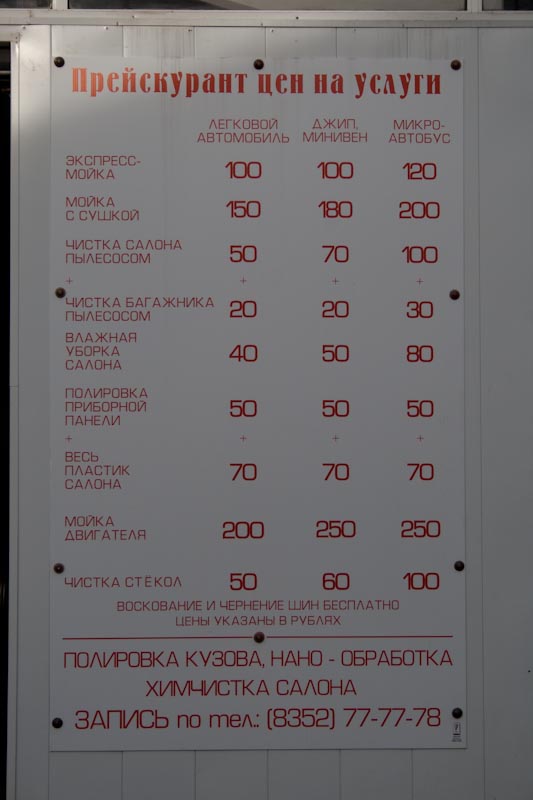 Прейскурант цен на услуги
ЛЕГКОВОЙ ДЖИП, МИКРО-
АВТОМОБИЛЬ МИНИВЕН АВТОБУС
ЭКСПРЕСС-
МОЙКА 100 100 120
МОЙКА
С СУШКОЙ 150 180 200
ЧИСТКА САЛОНА
ПЫЛЕСОСОМ 50 70 100
+ + + +
ЧИСТКА БАГАЖНИКА
ПЫЛЕСОСОМ 20 20 30
ВЛАЖНАЯ
УБОРКА 40 50 80
САЛОНА
ПОЛИРОВКА
ПРИБОРНОЙ 50 50 50
ПАНЕЛИ
+ + + +
ВЕСЬ
ПЛАСТИК 70 70 70
САЛОНА
МОЙКА
ДВИГАТЕЛЯ 200 250 250
ЧИСТКА СТЁКОЛ 50 60 100
ВОСКОВАНИЕ И ЧЕРНЕНИЕ ШИН БЕСПЛАТНО
ЦЕНЫ УКАЗАНЫ В РУБЛЯХ
ПОЛИРОВКА КУЗОВА, НАНО - ОБРАБОТКА
ХИМЧИСТКА САЛОНА
ЗАПИСЬ по тел.: (8352) 77-77-78